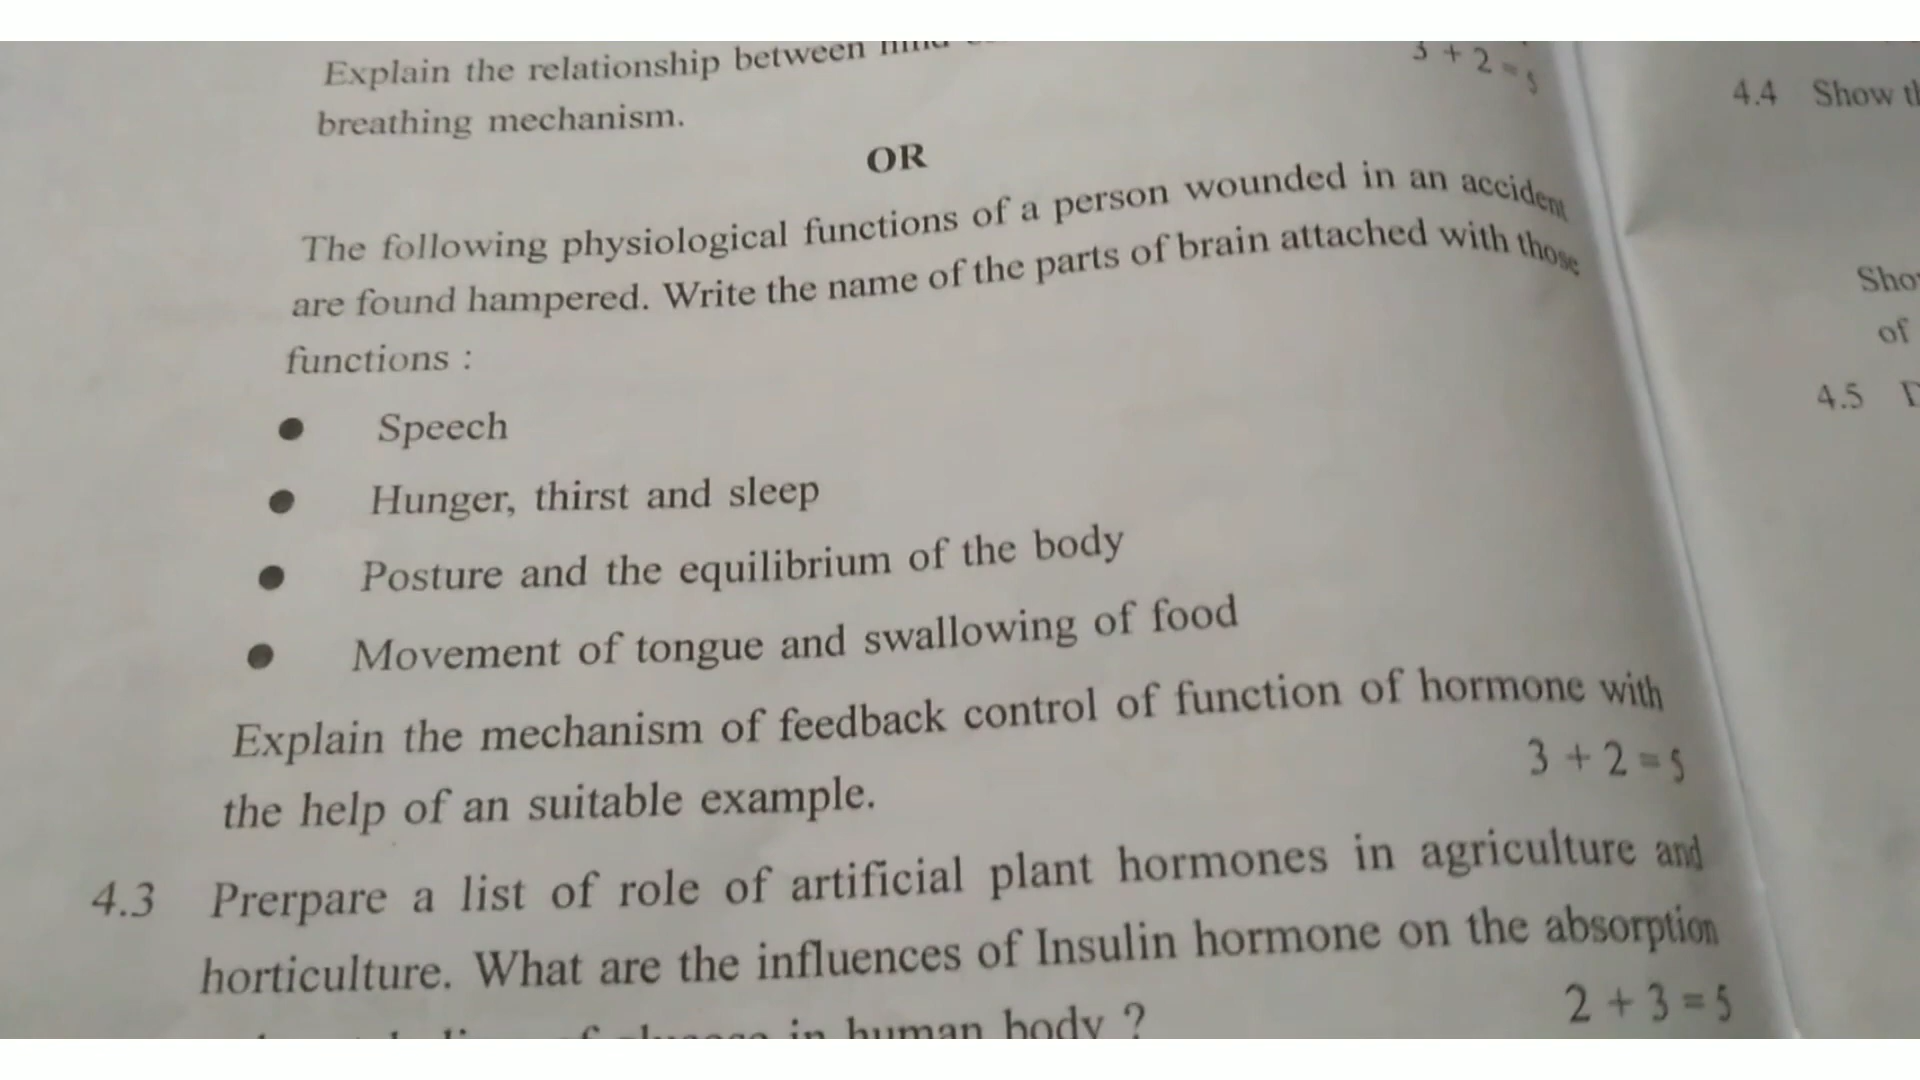 Explain the relationship between
breathing mechanism.
3 + 2 = 5
OR
The following physiological functions of a person wounded in an accident
are found hampered. Write the name of the parts of brain attached with those
functions :
● Speech
● Hunger, thirst and sleep
● Posture and the equilibrium of the body
● Movement of tongue and swallowing of food
Explain the mechanism of feedback control of function of hormone with
the help of an suitable example.
3 + 2 = 5
4.3 Prerpare a list of role of artificial plant hormones in agriculture and
horticulture. What are the influences of Insulin hormone on the absorption
in human body ?
2 + 3 = 5
4.4 Show
Sho
of
4.5